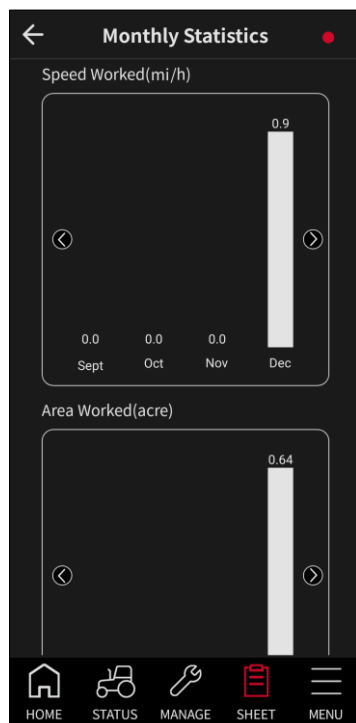 Monthly Statistics
Speed Worked(mi/h)
0.9
0.0 0.0 0.0
Sept Oct Nov Dec
Area Worked(acre)
0.64
HOME STATUS MANAGE SHEET MENU